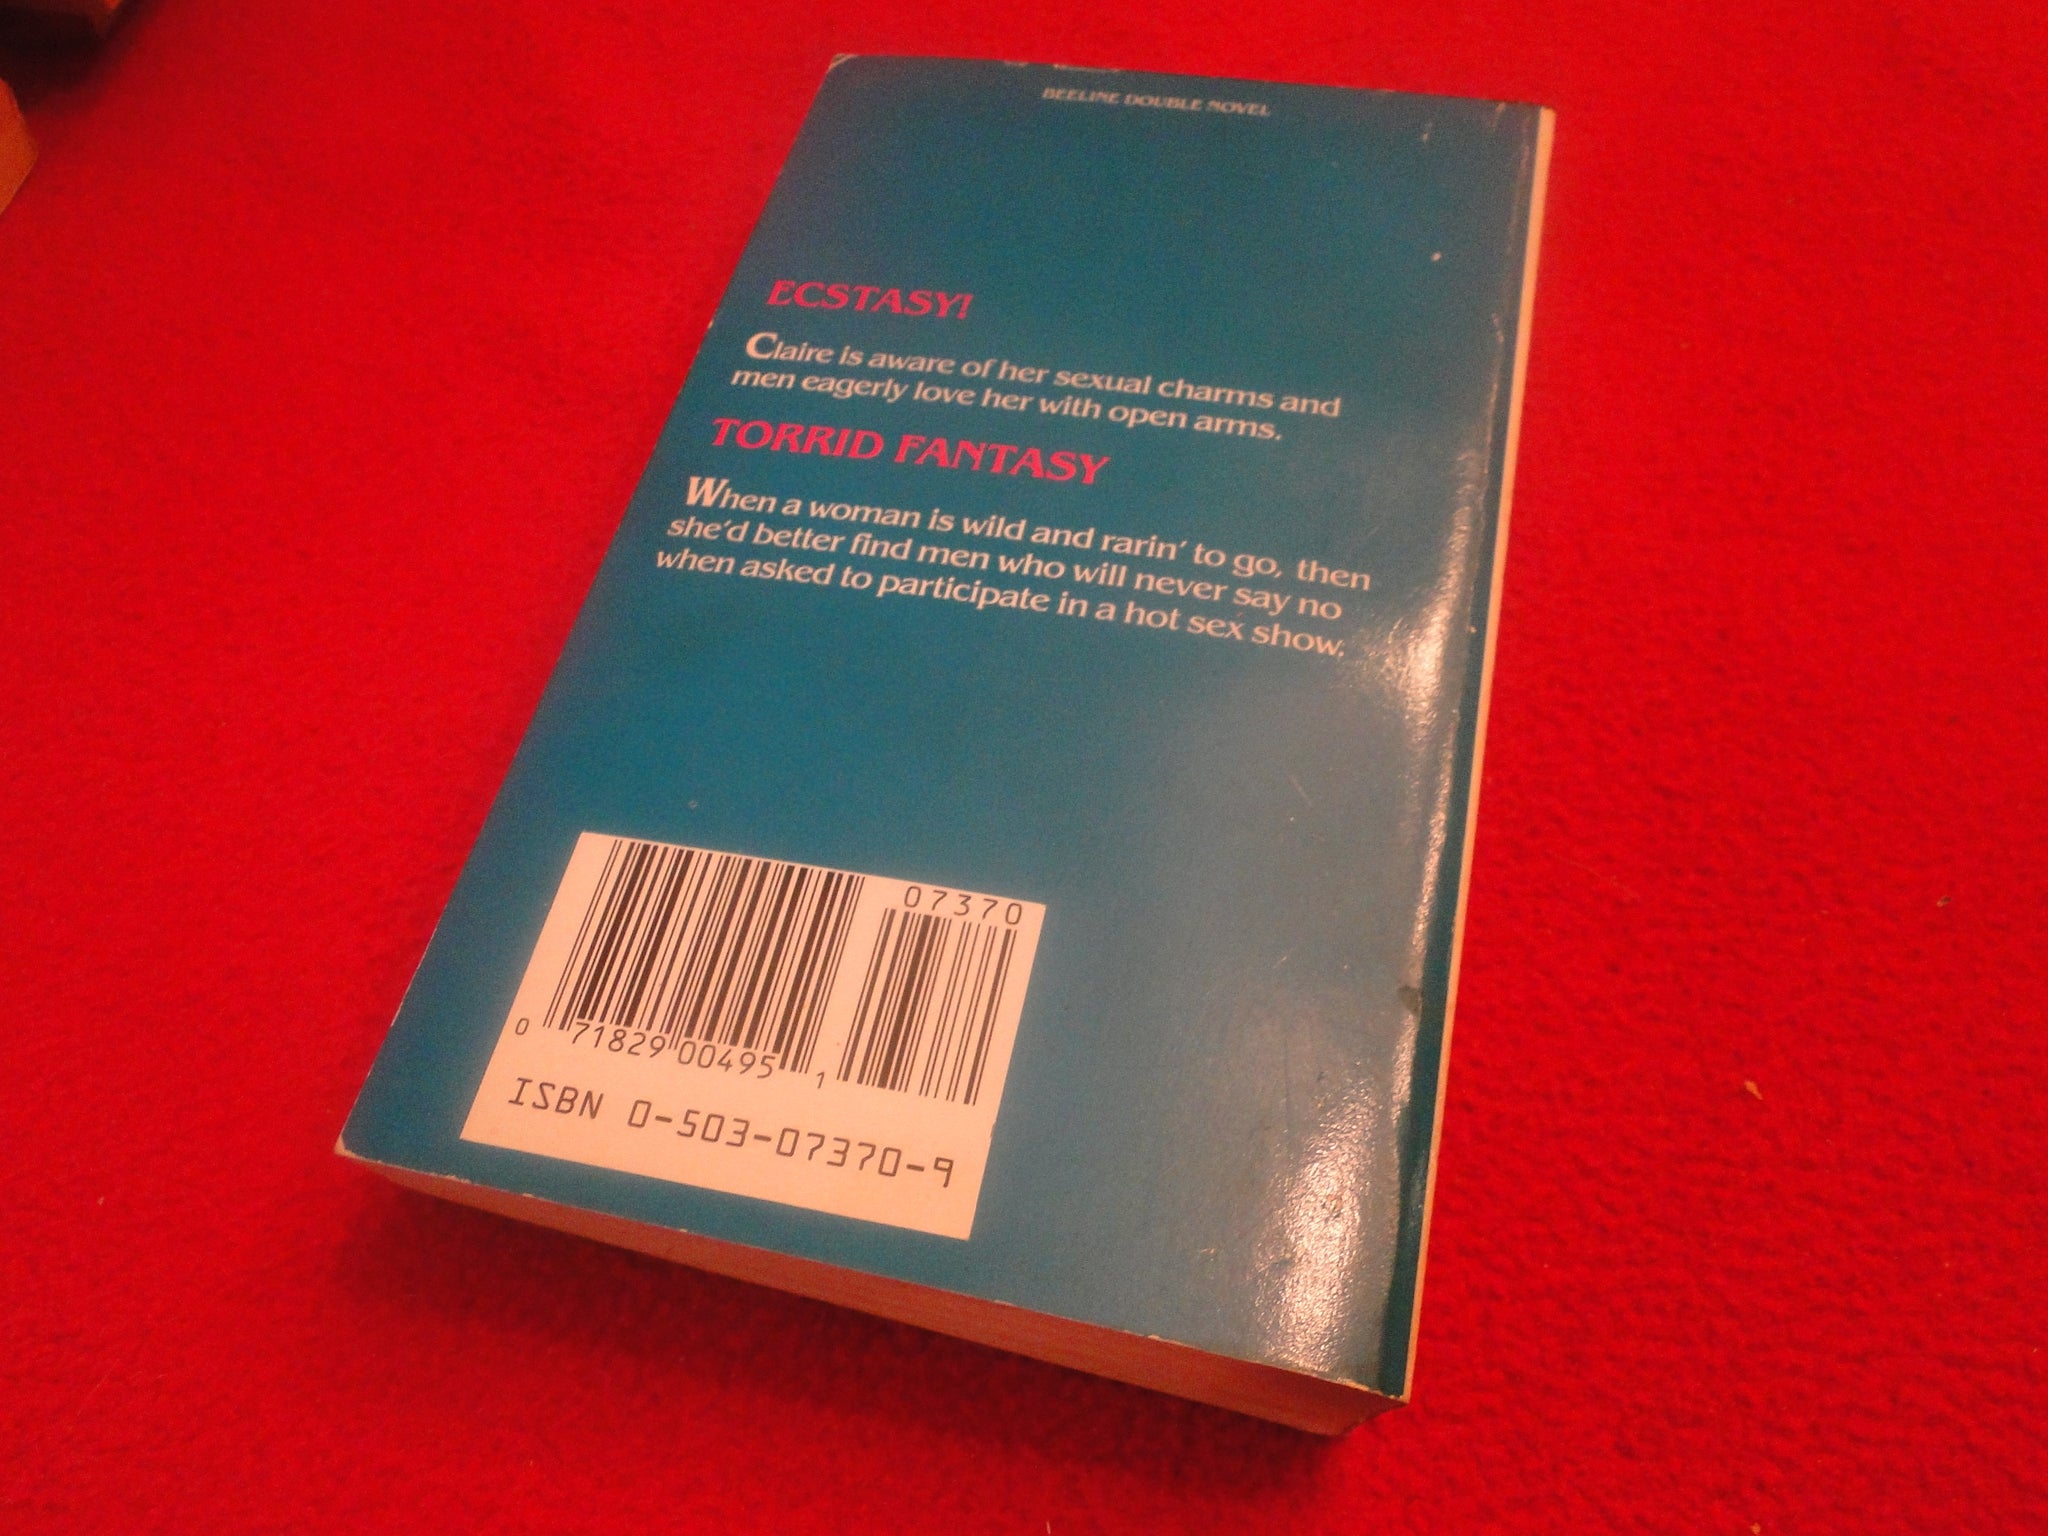 BEELINE DOUBLE NOVEL
ECSTASY!
Claire is aware of her sexual charms and
men eagerly love her with open arms.
TORRID FANTASY
When a woman is wild and rarin' to go, then
she'd better find men who will never say no
when asked to participate in a hot sex show.
07370
0 71829 00495 1
ISBN 0-503-07370-9